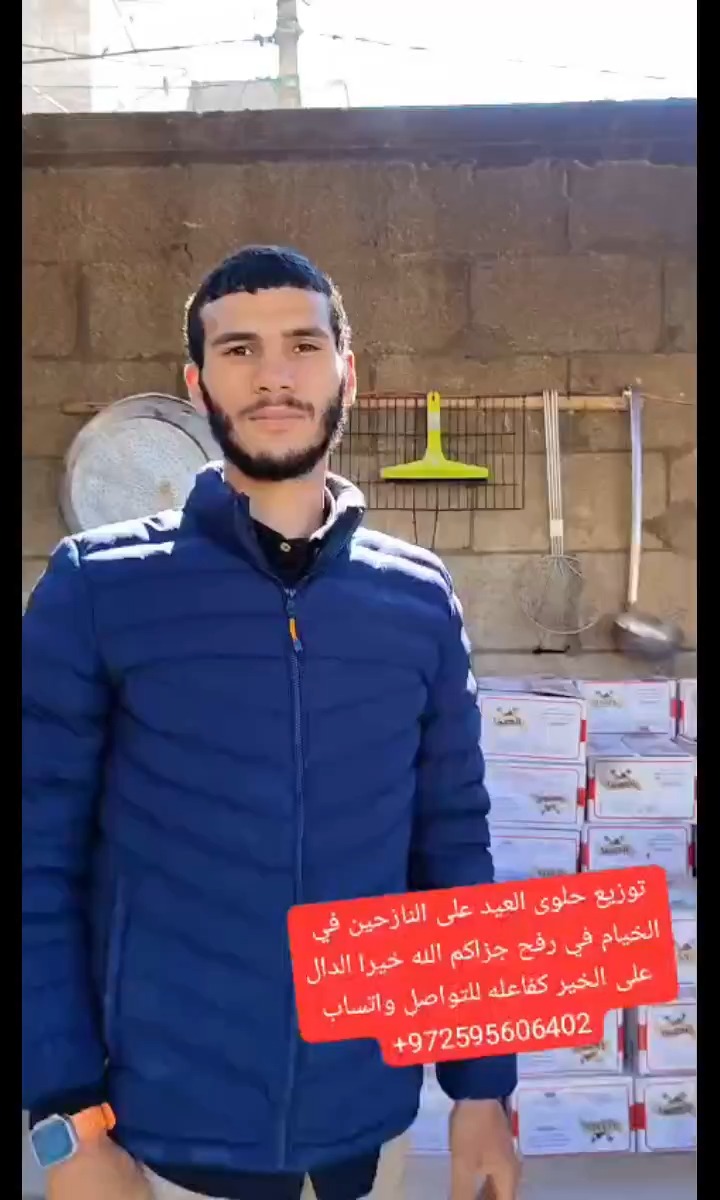 توزيع حلوى العيد على النازحين في
الخيام في رفح جزاكم الله خيرا الدال
على الخير كفاعله للتواصل واتساب
+972595606402